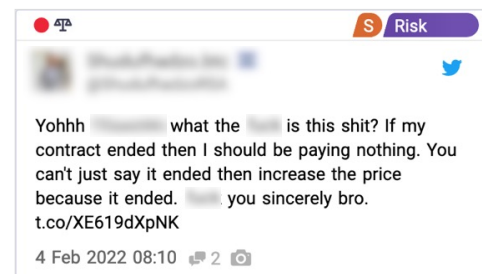 S Risk
Yohhh what the is this shit? If my
contract ended then I should be paying nothing. You
can't just say it ended then increase the price
because it ended. you sincerely bro.
t.co/XE619dXpNK
4 Feb 2022 08:10 2